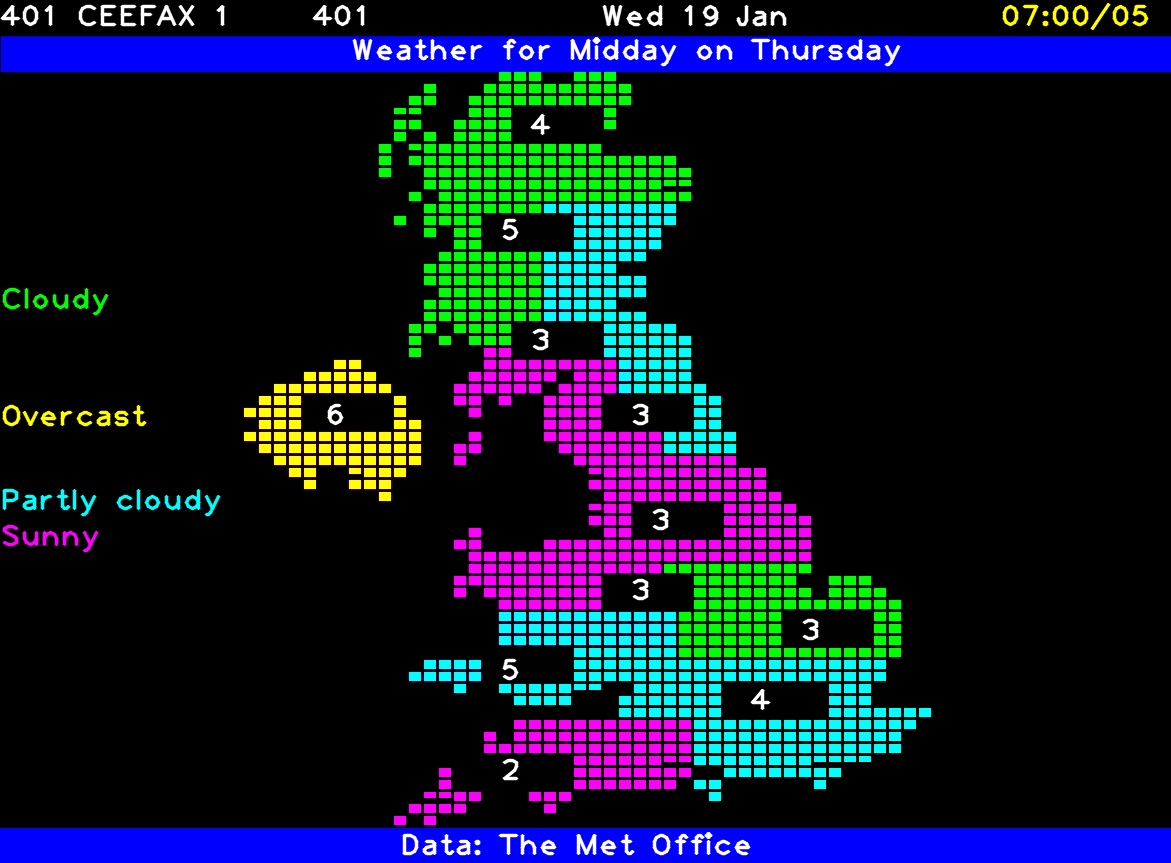 401 CEEFAX 1 401 Wed 19 Jan 07:00/05
Weather for Midday on Thursday
4
5
Cloudy
3
Overcast 6 3
Partly cloudy
3
Sunny
3
3
5
4
2
Data: The Met Office